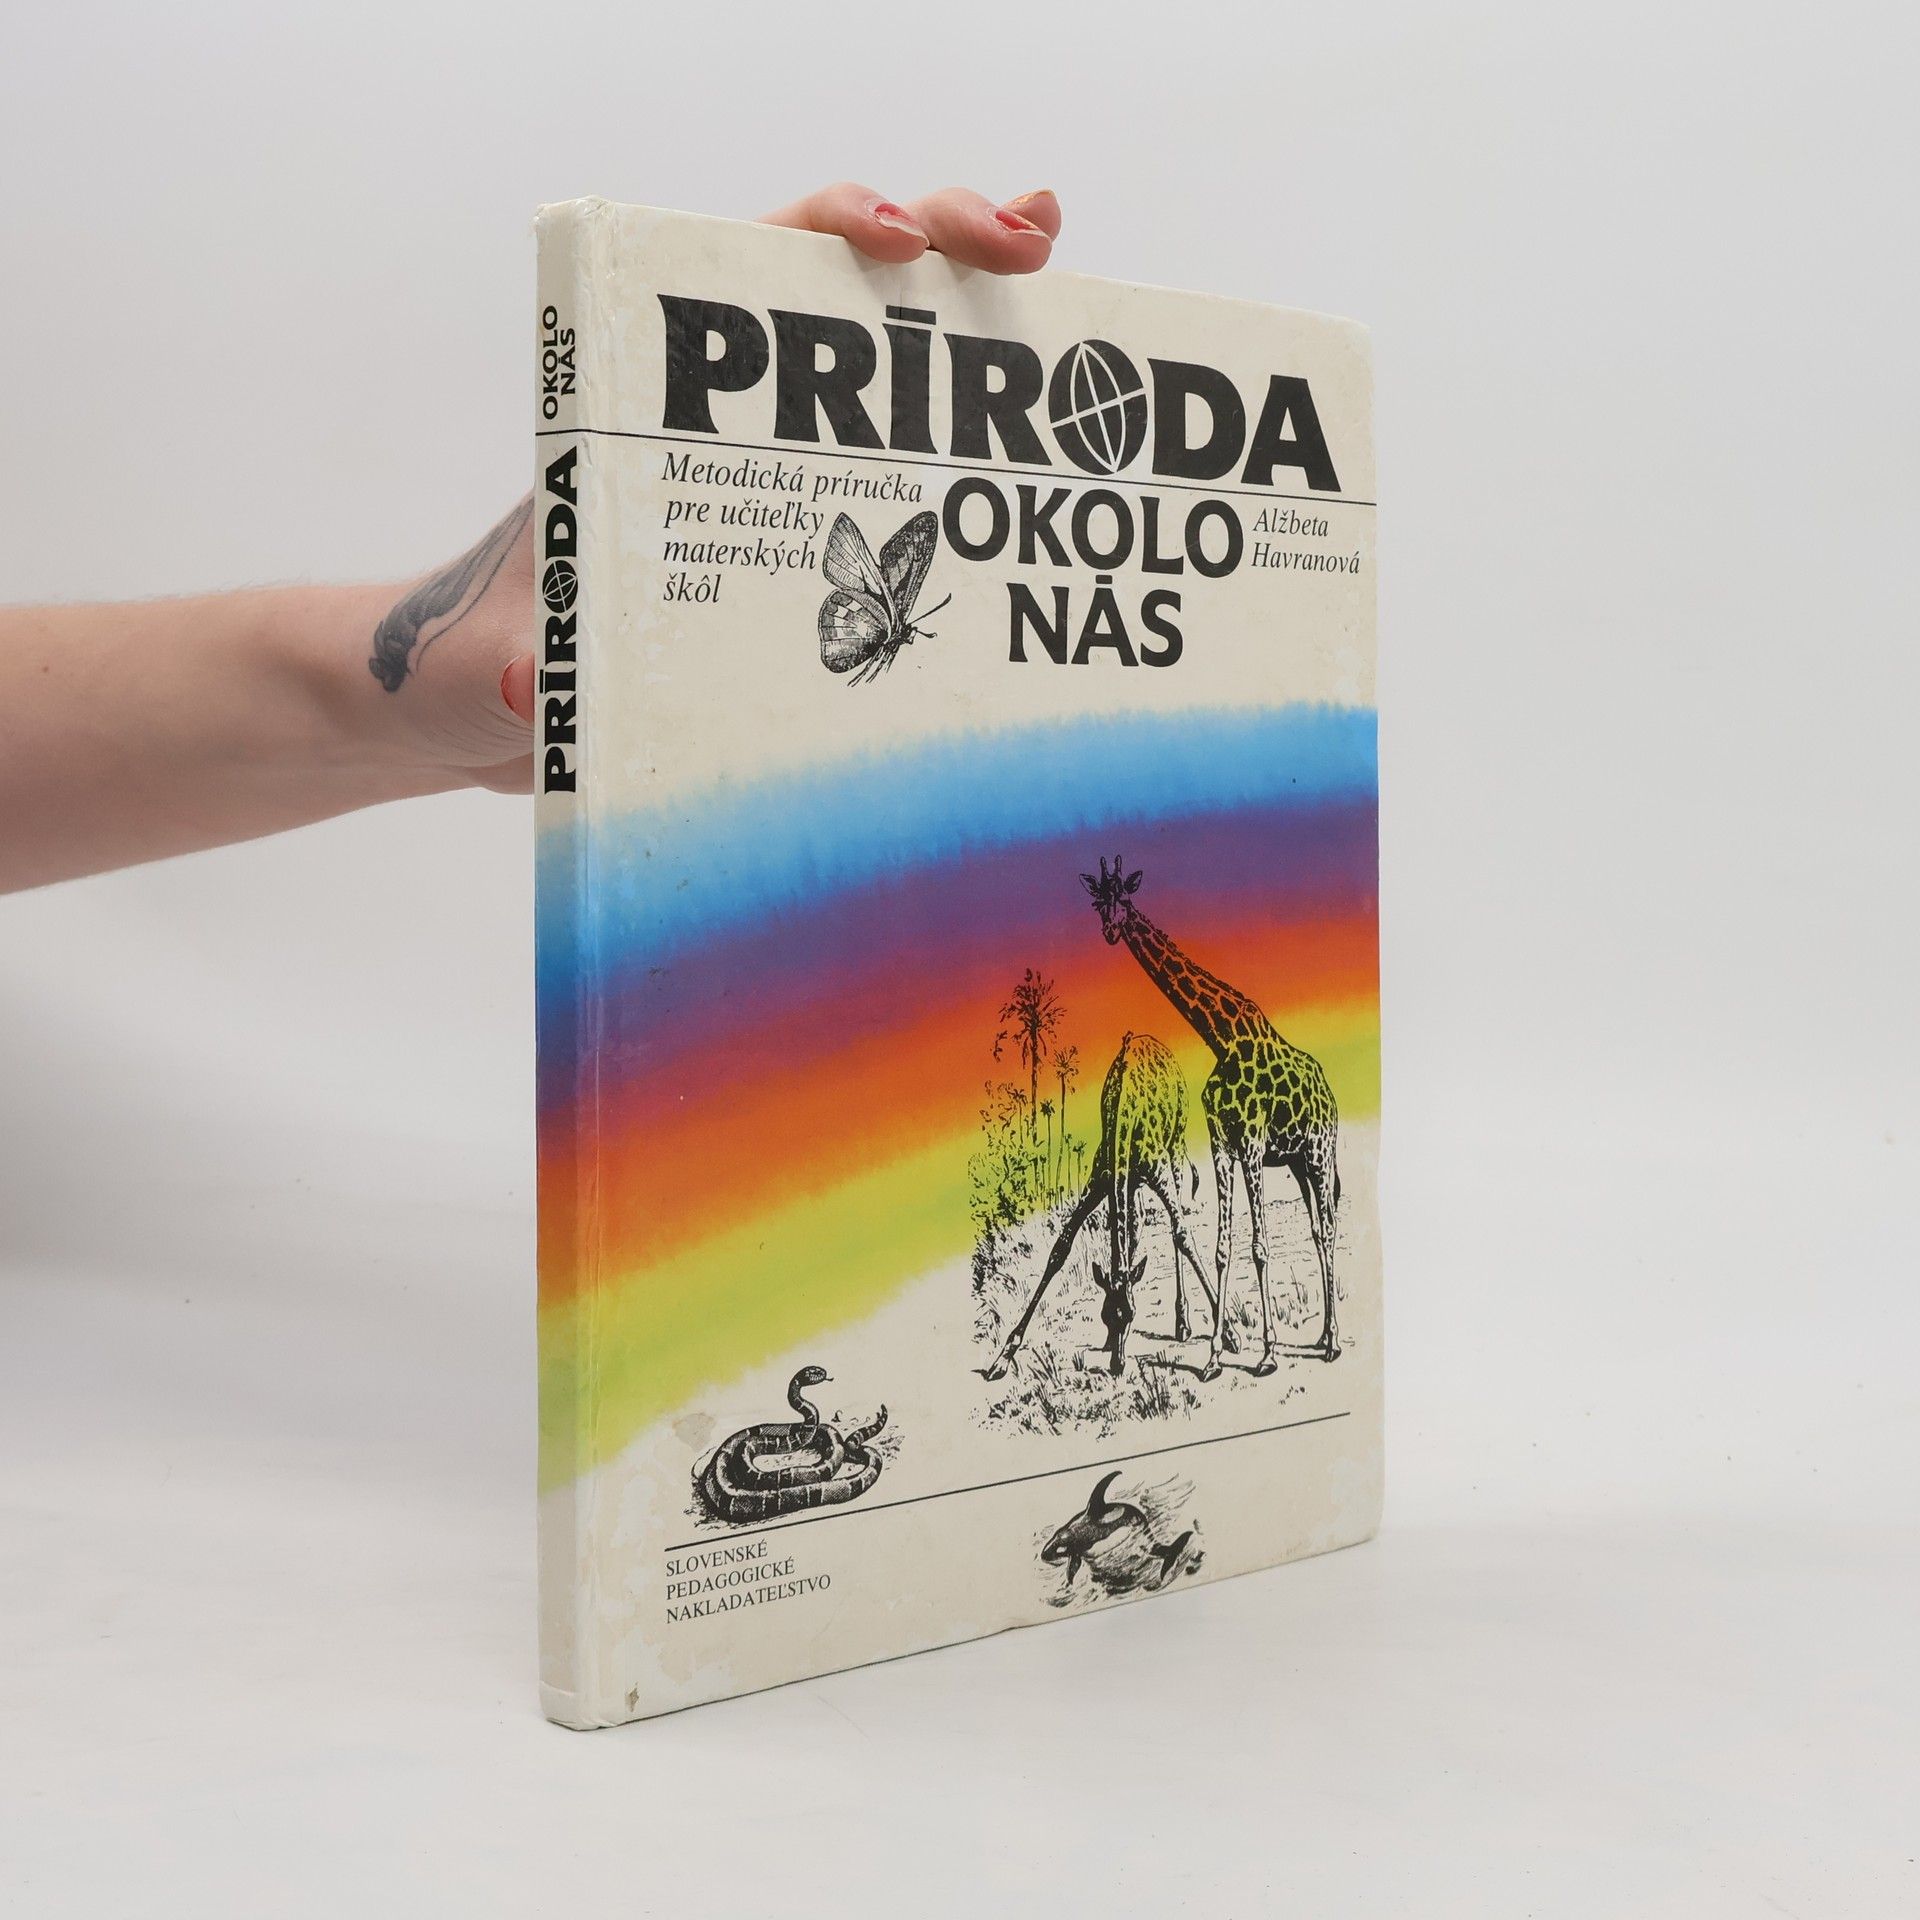 PRÍRODA
OKOLO
NÁS
Metodická príručka
pre učiteľky
materských
škôl
Alžbeta
Havranová
SLOVENSKÉ
PEDAGOGICKÉ
NAKLADATEĽSTVO
PRÍRODA
OKOLO
NÁS